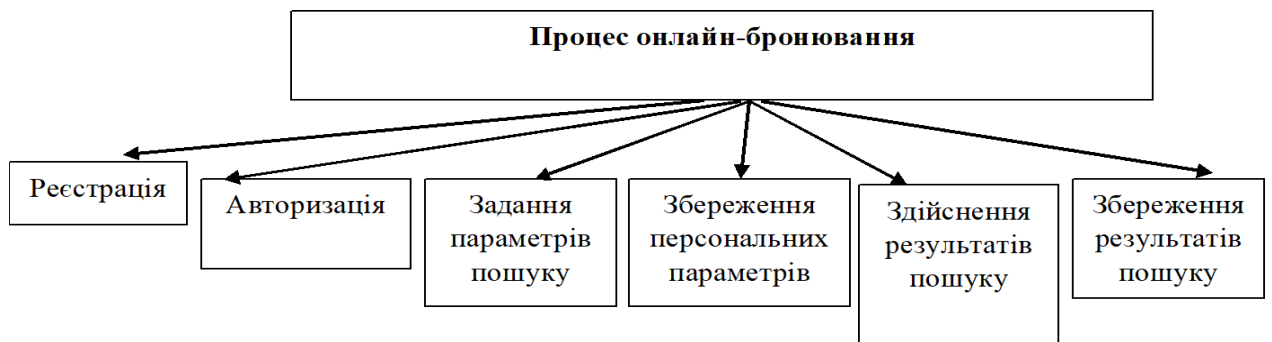 Процес онлайн-бронювання
Реєстрація
Авторизація
Задання
параметрів
пошуку
Збереження
персональних
параметрів
Здійснення
результатів
пошуку
Збереження
результатів
пошуку